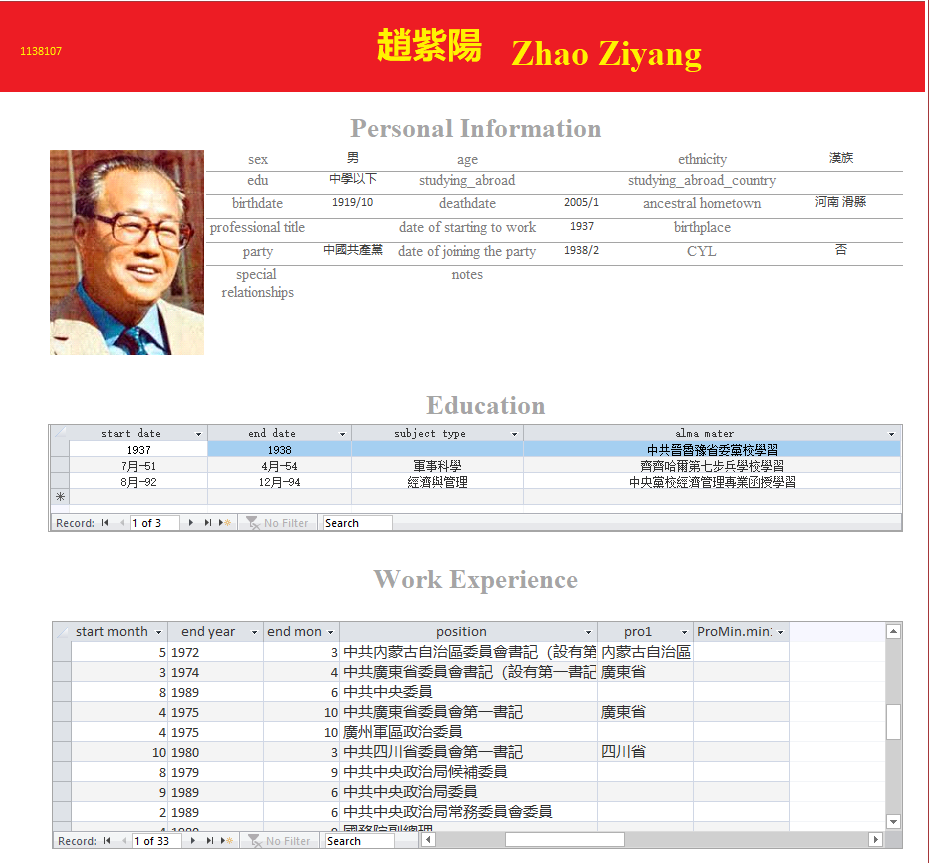 1138107
趙紫陽 Zhao Ziyang
Personal Information
sex 男 age ethnicity 漢族
edu 中學以下 studying_abroad studying_abroad_country
birthdate 1919/10 deathdate 2005/1 ancestral hometown 河南 滑縣
professional title date of starting to work 1937 birthplace
party 中國共產黨 date of joining the party 1938/2 CYL 否
special notes
relationships
Education
start date end date subject type alma mater
1937 1938 中共晉魯豫省委黨校學習
7月-51 4月-54 軍事科學 齊齊哈爾第七步兵學校學習
8月-92 12月-94 經濟與管理 中央黨校經濟管理專業函授學習
Record: 1 of 3 No Filter Search
Work Experience
start month end year end mon position pro1 ProMin.min1
5 1972 3 中共内蒙古自治區委員會書記（設有第 内蒙古自治區
3 1974 4 中共廣東省委員會書記（設有第一書記 廣東省
8 1989 6 中共中央委員
4 1975 10 中共廣東省委員會第一書記 廣東省
4 1975 10 廣州軍區政治委員
10 1980 3 中共四川省委員會第一書記 四川省
8 1979 9 中共中央政治局候補委員
9 1989 6 中共中央政治局委員
2 1989 6 中共中央政治局常務委員會委員
4 1980 9 國務院副總理
Record: 1 of 33 No Filter Search